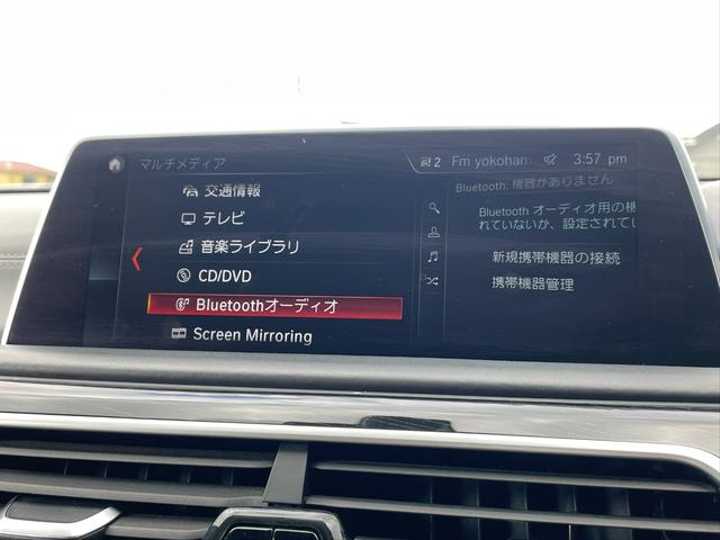 マルチメディア
2 Fm yokoham 3:57 pm
交通情報
テレビ
音楽ライブラリ
CD/DVD
Bluetoothオーディオ
Screen Mirroring
Bluetooth: 機器がありません
Bluetooth オーディオ用の機
れていないか、設定されてい
新規携帯機器の接続
携帯機器管理